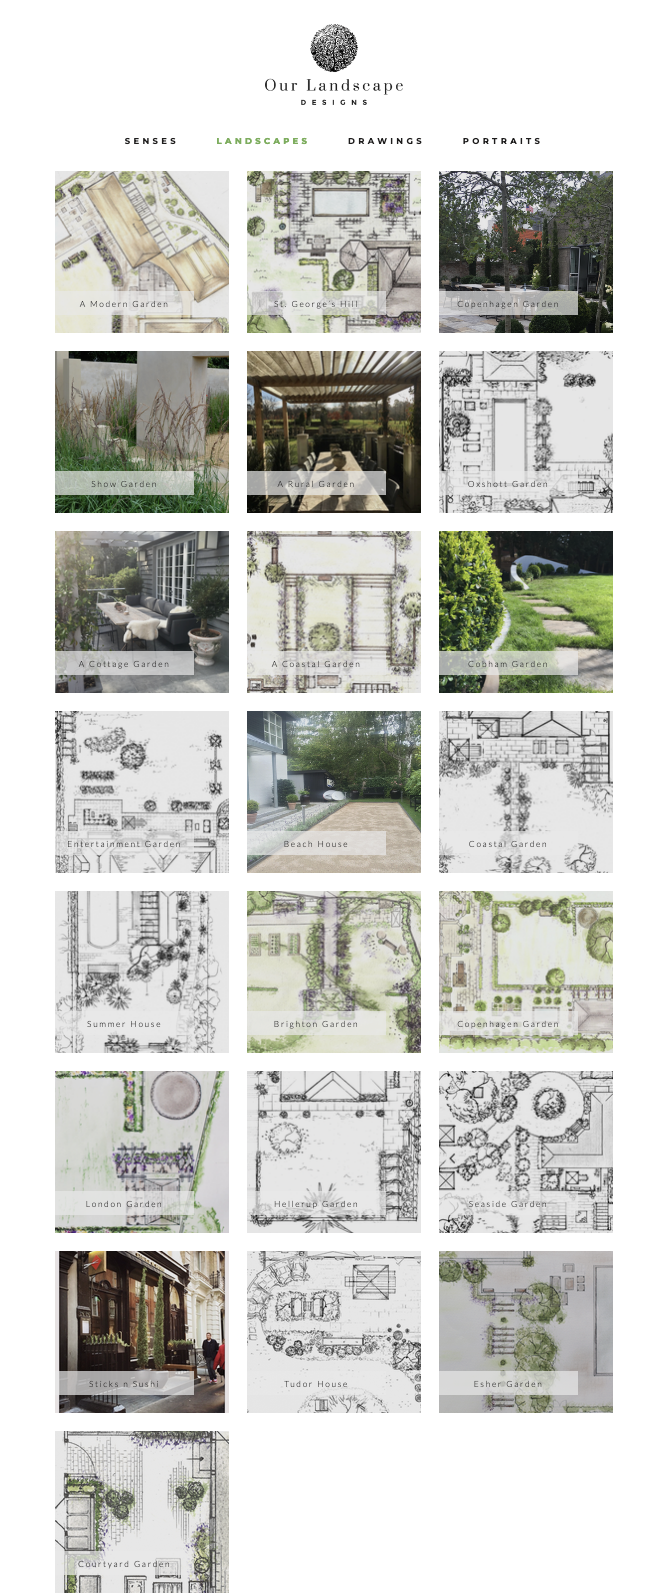 Our Landscape
DESIGNS
SENSES LANDSCAPES DRAWINGS PORTRAITS
A Modern Garden
St. George's Hill
Copenhagen Garden
Show Garden
A Rural Garden
Oxshott Garden
A Cottage Garden
A Coastal Garden
Cobham Garden
Entertainment Garden
Beach House
Coastal Garden
Summer House
Brighton Garden
Copenhagen Garden
London Garden
Hellerup Garden
Seaside Garden
Sticks n Sushi
Tudor House
Esher Garden
Courtyard Garden